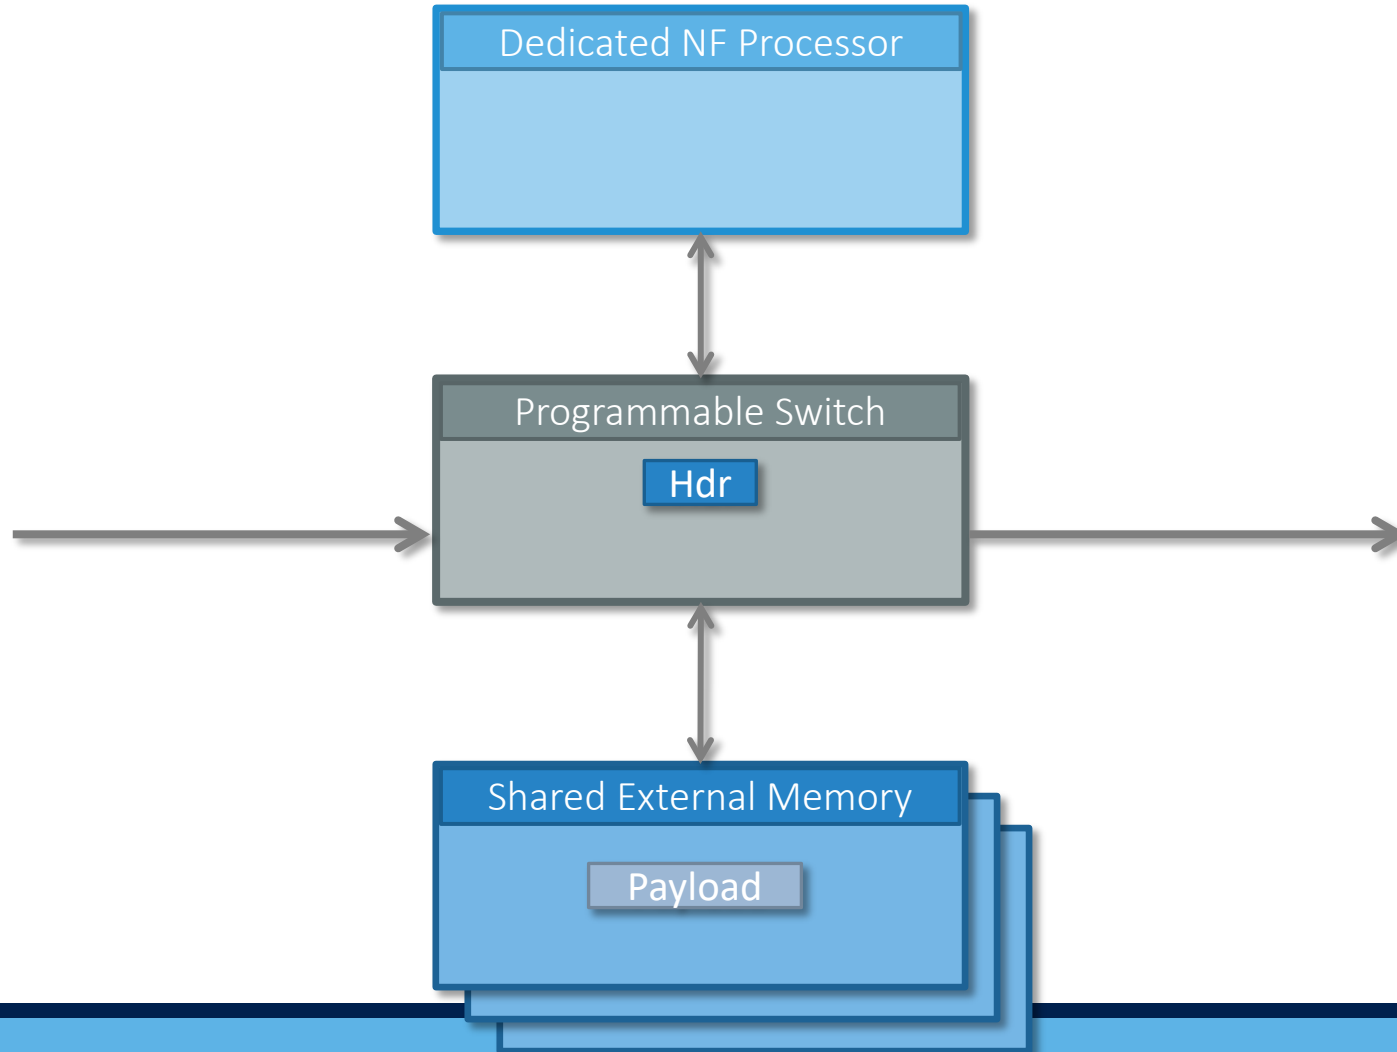 Dedicated NF Processor
Programmable Switch
Hdr
Shared External Memory
Payload